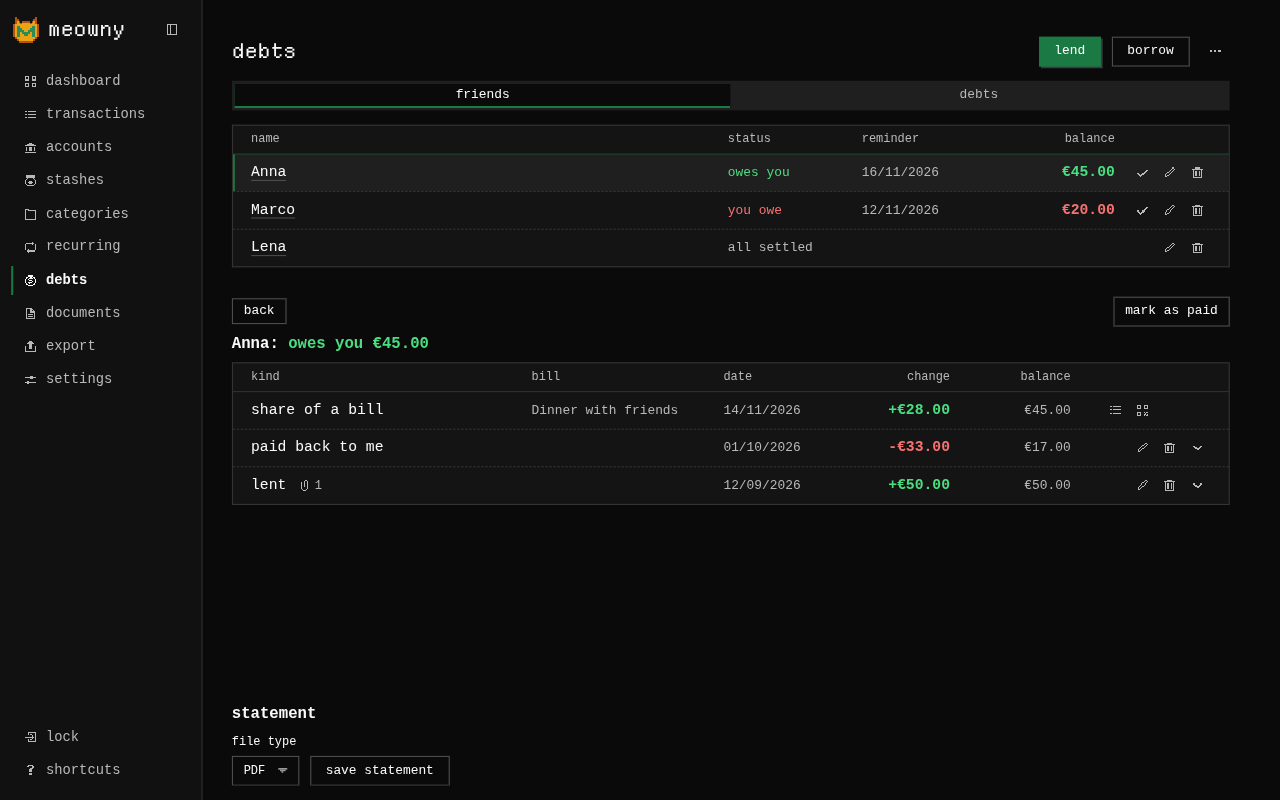 meowny
dashboard
transactions
accounts
stashes
categories
recurring
debts
documents
export
settings
lock
shortcuts
debts
lend
borrow
friends
debts
name status reminder balance
Anna owes you 16/11/2026 €45.00
Marco you owe 12/11/2026 €20.00
Lena all settled
back
mark as paid
Anna: owes you €45.00
kind bill date change balance
share of a bill Dinner with friends 14/11/2026 +€28.00 €45.00
paid back to me 01/10/2026 -€33.00 €17.00
lent 1 12/09/2026 +€50.00 €50.00
statement
file type
PDF save statement